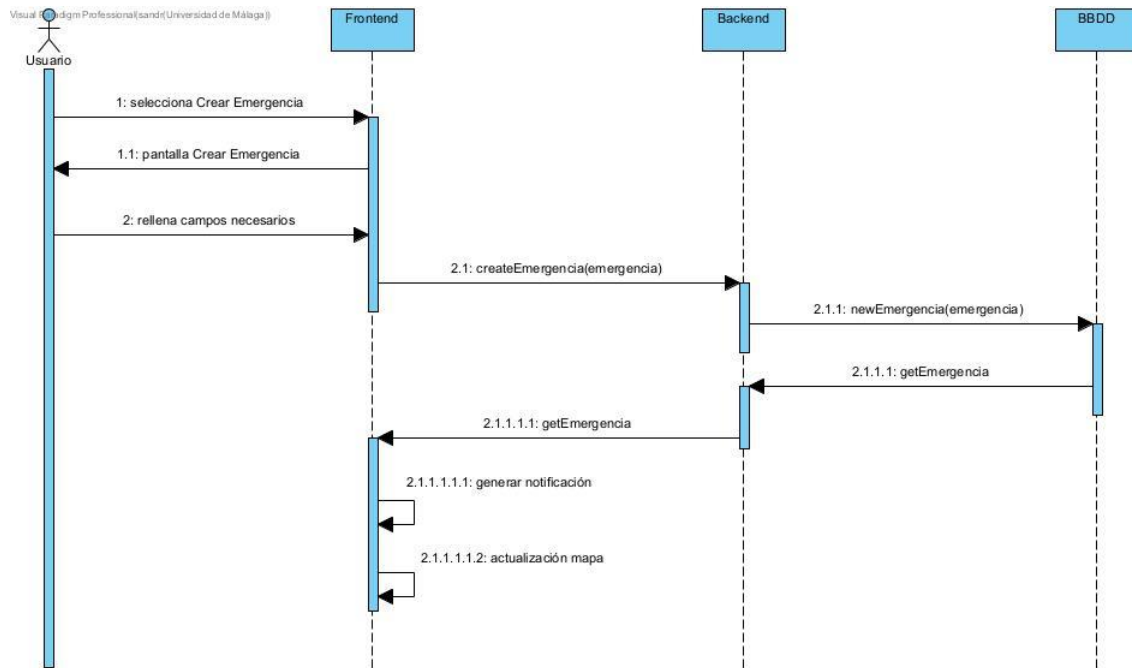 Visual Paradigm Professional(sandr(Universidad de Málaga))
Frontend
Backend
BBDD
Usuario
1: selecciona Crear Emergencia
1.1: pantalla Crear Emergencia
2: rellena campos necesarios
2.1: createEmergencia(emergencia)
2.1.1: newEmergencia(emergencia)
2.1.1.1: getEmergencia
2.1.1.1.1: getEmergencia
2.1.1.1.1.1: generar notificación
2.1.1.1.1.2: actualización mapa